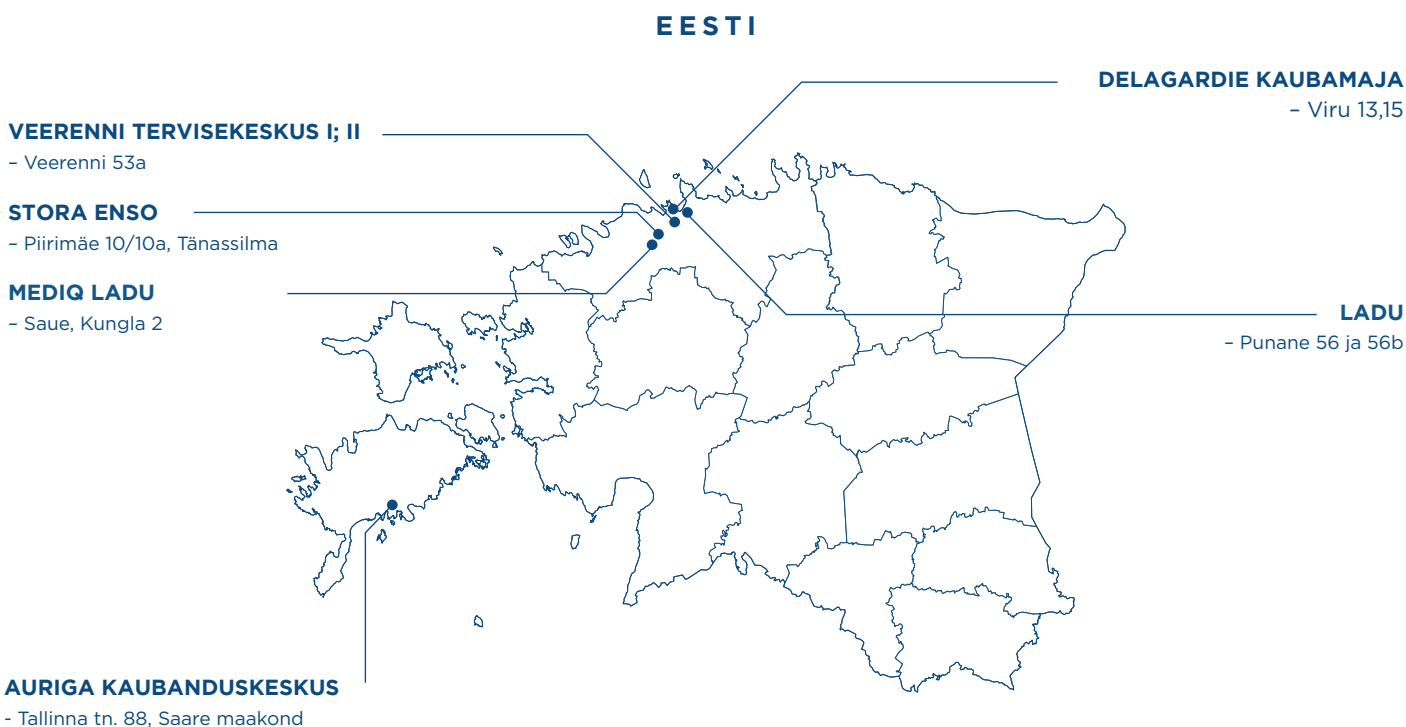 EESTI
DELAGARDIE KAUBAMAJA
– Viru 13,15
VEERENNI TERVISEKESKUS I; II
– Veerenni 53a
STORA ENSO
– Piirimäe 10/10a, Tänassilma
MEDIQ LADU
– Saue, Kungla 2
LADU
– Punane 56 ja 56b
AURIGA KAUBANDUSKESKUS
- Tallinna tn. 88, Saare maakond